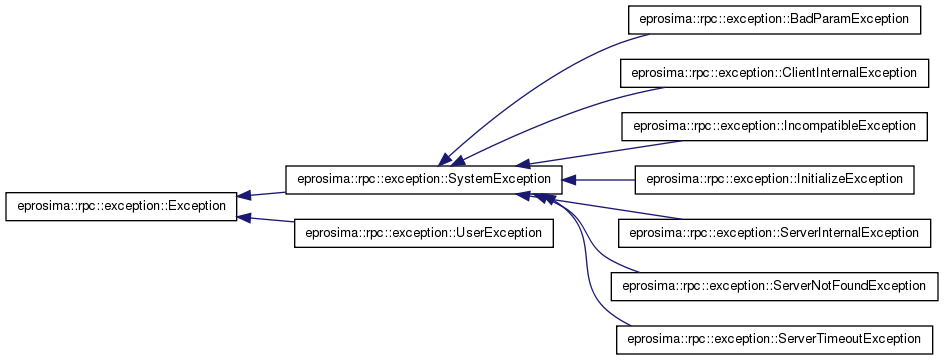 eprosima::rpc::exception::BadParamException
eprosima::rpc::exception::ClientInternalException
eprosima::rpc::exception::IncompatibleException
eprosima::rpc::exception::SystemException
eprosima::rpc::exception::InitializeException
eprosima::rpc::exception::Exception
eprosima::rpc::exception::UserException
eprosima::rpc::exception::ServerInternalException
eprosima::rpc::exception::ServerNotFoundException
eprosima::rpc::exception::ServerTimeoutException